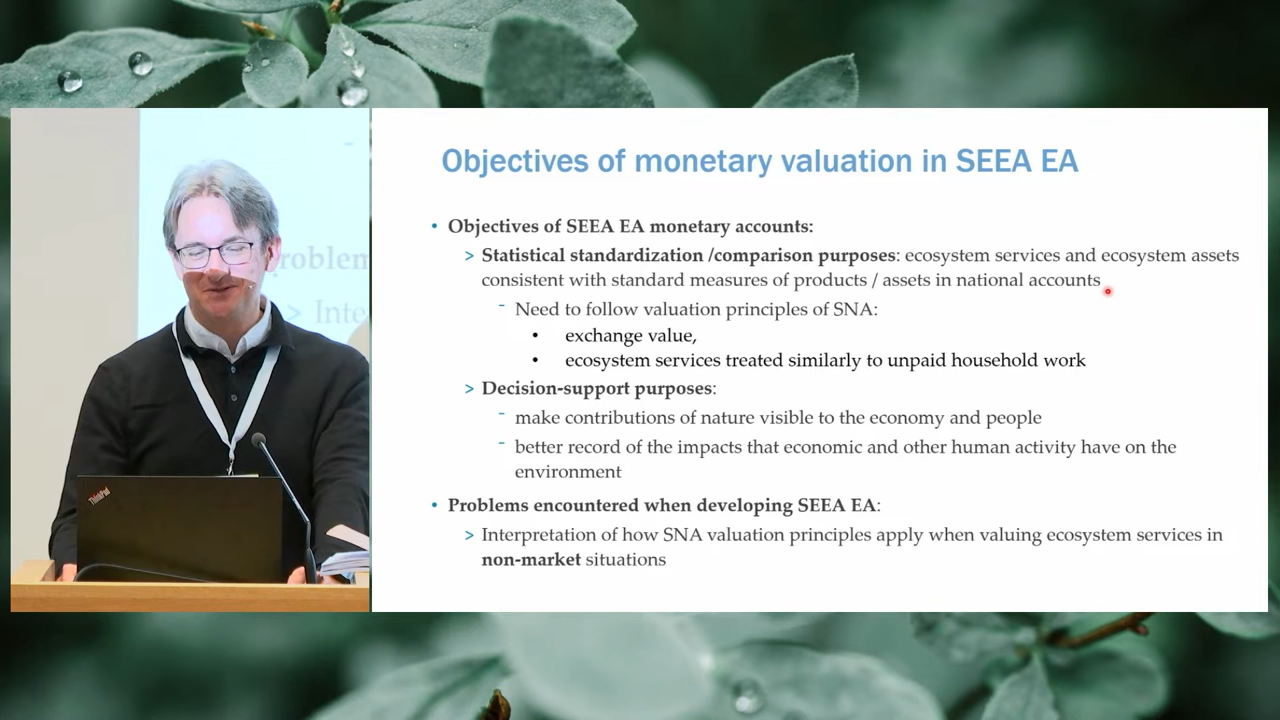 Objectives of monetary valuation in SEEA EA
• Objectives of SEEA EA monetary accounts:
> Statistical standardization /comparison purposes: ecosystem services and ecosystem assets
consistent with standard measures of products / assets in national accounts
- Need to follow valuation principles of SNA:
• exchange value,
• ecosystem services treated similarly to unpaid household work
> Decision-support purposes:
- make contributions of nature visible to the economy and people
- better record of the impacts that economic and other human activity have on the
environment
• Problems encountered when developing SEEA EA:
> Interpretation of how SNA valuation principles apply when valuing ecosystem services in
non-market situations
roblem
> Inte
ThinkPad